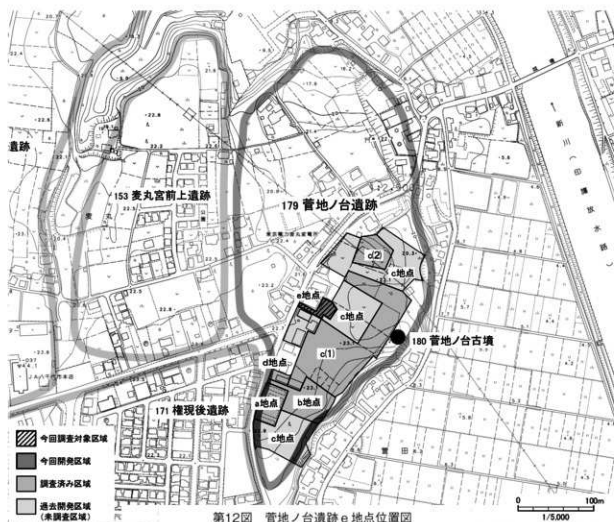 遺跡
153 麦丸宮前上遺跡
麦丸
179 菅地ノ台遺跡
新川(印旛放水路)
c(2)
c地点
e地点
c地点
180 菅地ノ台古墳
c(1)
d地点
171 権現後遺跡
a地点
b地点
c地点
萱田
今回調査対象区域
今回開発区域
調査済み区域
過去開発区域
(未調査区域)
第12図 菅地ノ台遺跡e地点位置図
0 100m
1/5,000